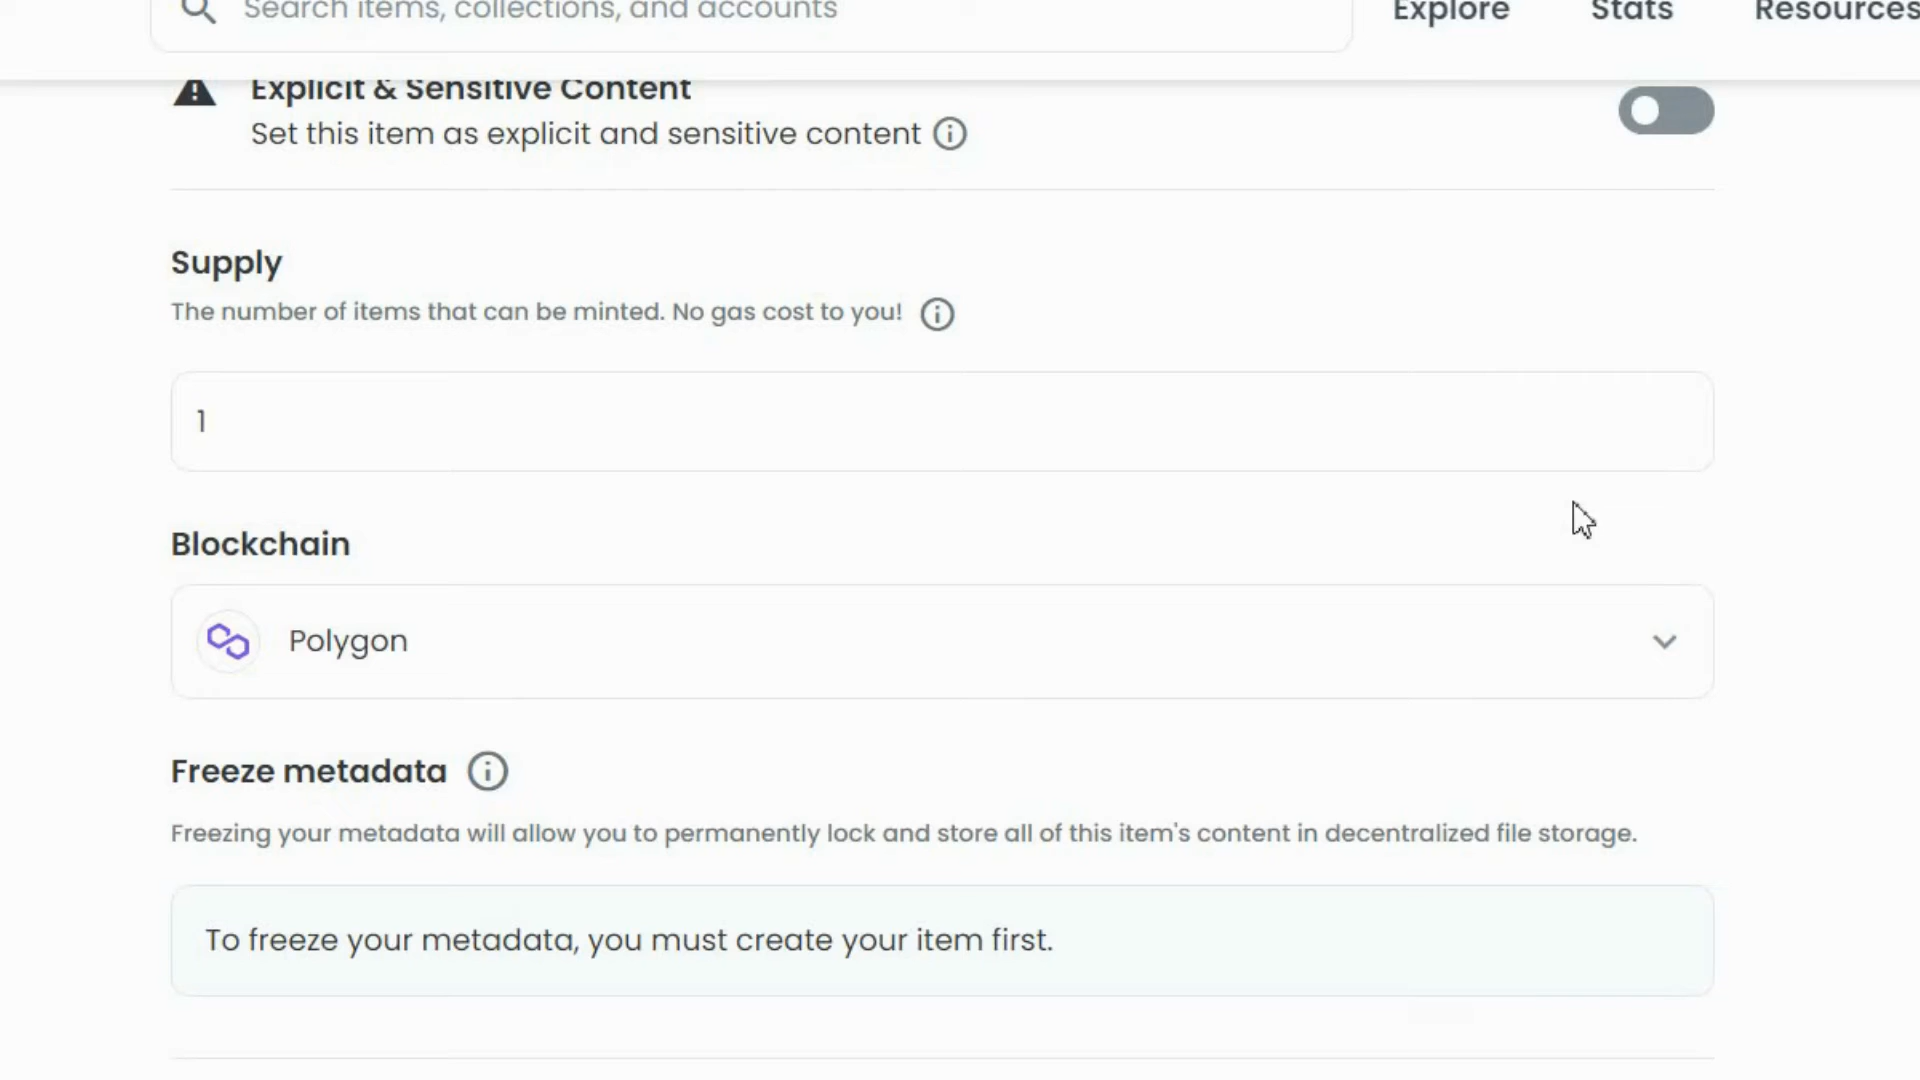 Search items, collections, and accounts
Explore
Stats
Resources
Explicit & Sensitive Content
Set this item as explicit and sensitive content
Supply
The number of items that can be minted. No gas cost to you!
1
Blockchain
Polygon
Freeze metadata
Freezing your metadata will allow you to permanently lock and store all of this item's content in decentralized file storage.
To freeze your metadata, you must create your item first.